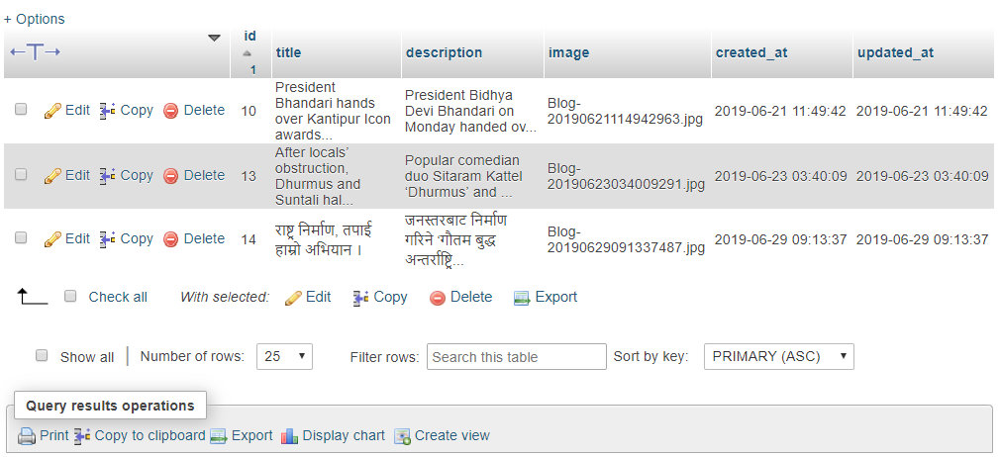 + Options
id
1
title
description
image
created_at
updated_at
Edit
Copy
Delete
10
President
Bhandari hands
over Kantipur Icon
awards...
President Bidhya
Devi Bhandari on
Monday handed ov...
Blog-
20190621114942963.jpg
2019-06-21 11:49:42
2019-06-21 11:49:42
Edit
Copy
Delete
13
After locals’
obstruction,
Dhurmus and
Suntali hal...
Popular comedian
duo Sitaram Kattel
‘Dhurmus’ and ...
Blog-
20190623034009291.jpg
2019-06-23 03:40:09
2019-06-23 03:40:09
Edit
Copy
Delete
14
राष्ट्र निर्माण, तपाई
हाम्रो अभियान ।
जनस्तरबाट निर्माण
गरिने ‘गौतम बुद्ध
अन्तर्राष्ट्रि...
Blog-
20190629091337487.jpg
2019-06-29 09:13:37
2019-06-29 09:13:37
Check all
With selected:
Edit
Copy
Delete
Export
Show all
Number of rows:
25
Filter rows:
Search this table
Sort by key:
PRIMARY (ASC)
Query results operations
Print
Copy to clipboard
Export
Display chart
Create view